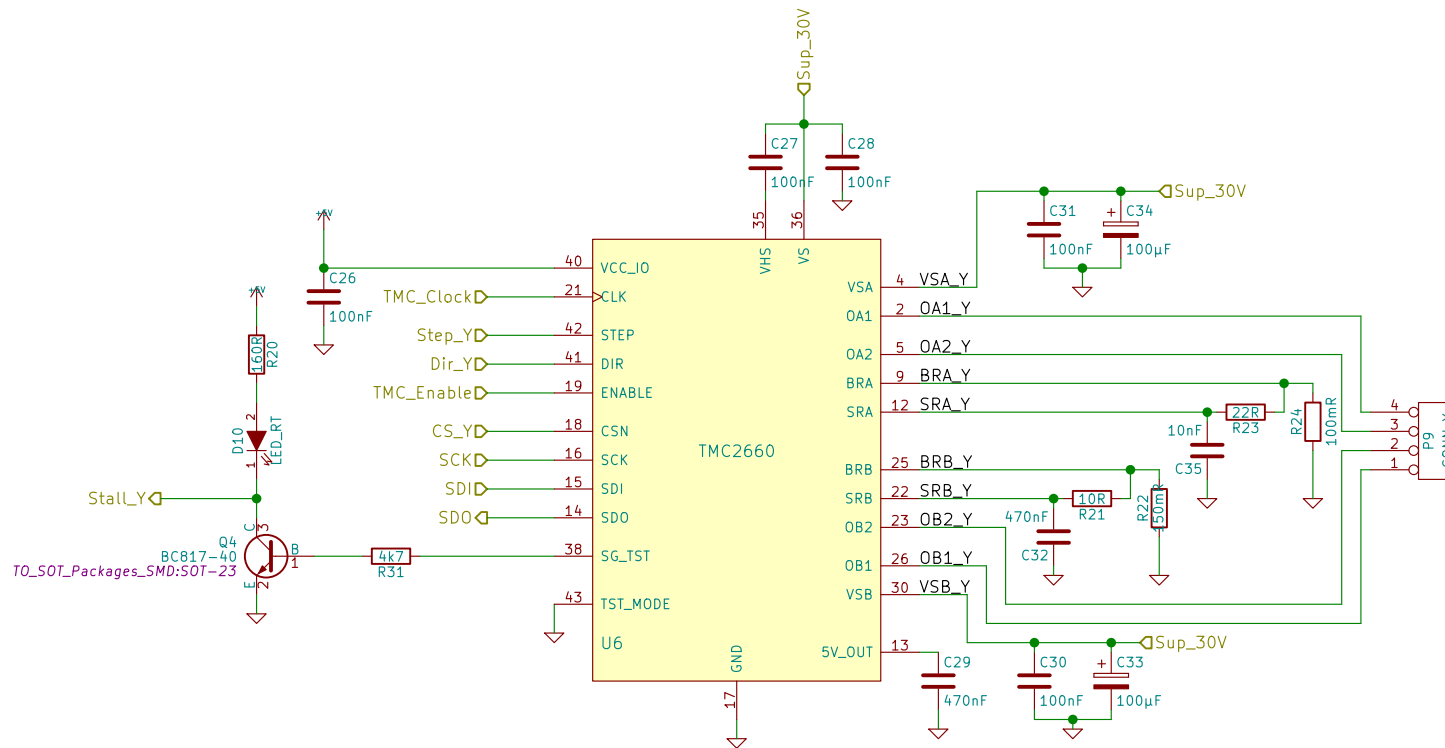 Sup_30V
C27
100nF
C28
100nF
35
36
VHS
VS
+5V
C26
100nF
+5V
160R
R20
2
D10
LED_RT
1
Stall_Y
Q4
BC817-40
TO_SOT_Packages_SMD:SOT-23
C
3
B
1
E
2
4k7
R31
TMC_Clock
Step_Y
Dir_Y
TMC_Enable
CS_Y
SCK
SDI
SDO
40
VCC_IO
21
CLK
42
STEP
41
DIR
19
ENABLE
18
CSN
16
SCK
15
SDI
14
SDO
38
SG_TST
43
TST_MODE
U6
TMC2660
GND
17
VSA
4
VSA_Y
OA1
2
OA1_Y
OA2
5
OA2_Y
BRA
9
BRA_Y
SRA
12
SRA_Y
BRB
25
BRB_Y
SRB
22
SRB_Y
OB2
23
OB2_Y
OB1
26
OB1_Y
VSB
30
VSB_Y
5V_OUT
13
C29
470nF
Sup_30V
C31
100nF
+
C34
100µF
10nF
C35
22R
R23
R24
100mR
470nF
C32
10R
R21
R22
150mR
Sup_30V
C30
100nF
+
C33
100µF
4
3
2
1
P9